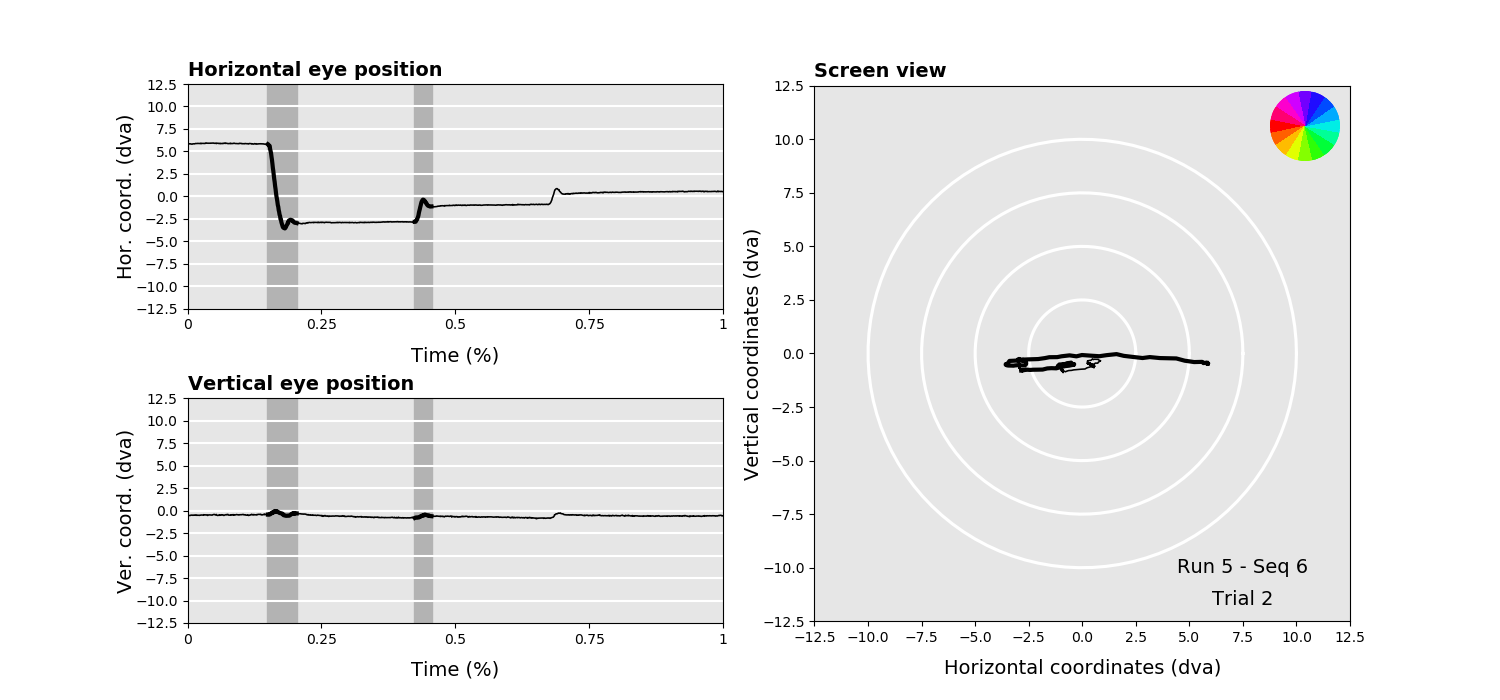 Horizontal eye position
Hor. coord. (dva)
12.5
10.0
7.5
5.0
2.5
0.0
−2.5
−5.0
−7.5
−10.0
−12.5
0 0.25 0.5 0.75 1
Time (%)
Vertical eye position
Ver. coord. (dva)
12.5
10.0
7.5
5.0
2.5
0.0
−2.5
−5.0
−7.5
−10.0
−12.5
0 0.25 0.5 0.75 1
Time (%)
Screen view
Vertical coordinates (dva)
12.5
10.0
7.5
5.0
2.5
0.0
−2.5
−5.0
−7.5
−10.0
−12.5
Run 5 - Seq 6
Trial 2
−12.5 −10.0 −7.5 −5.0 −2.5 0.0 2.5 5.0 7.5 10.0 12.5
Horizontal coordinates (dva)